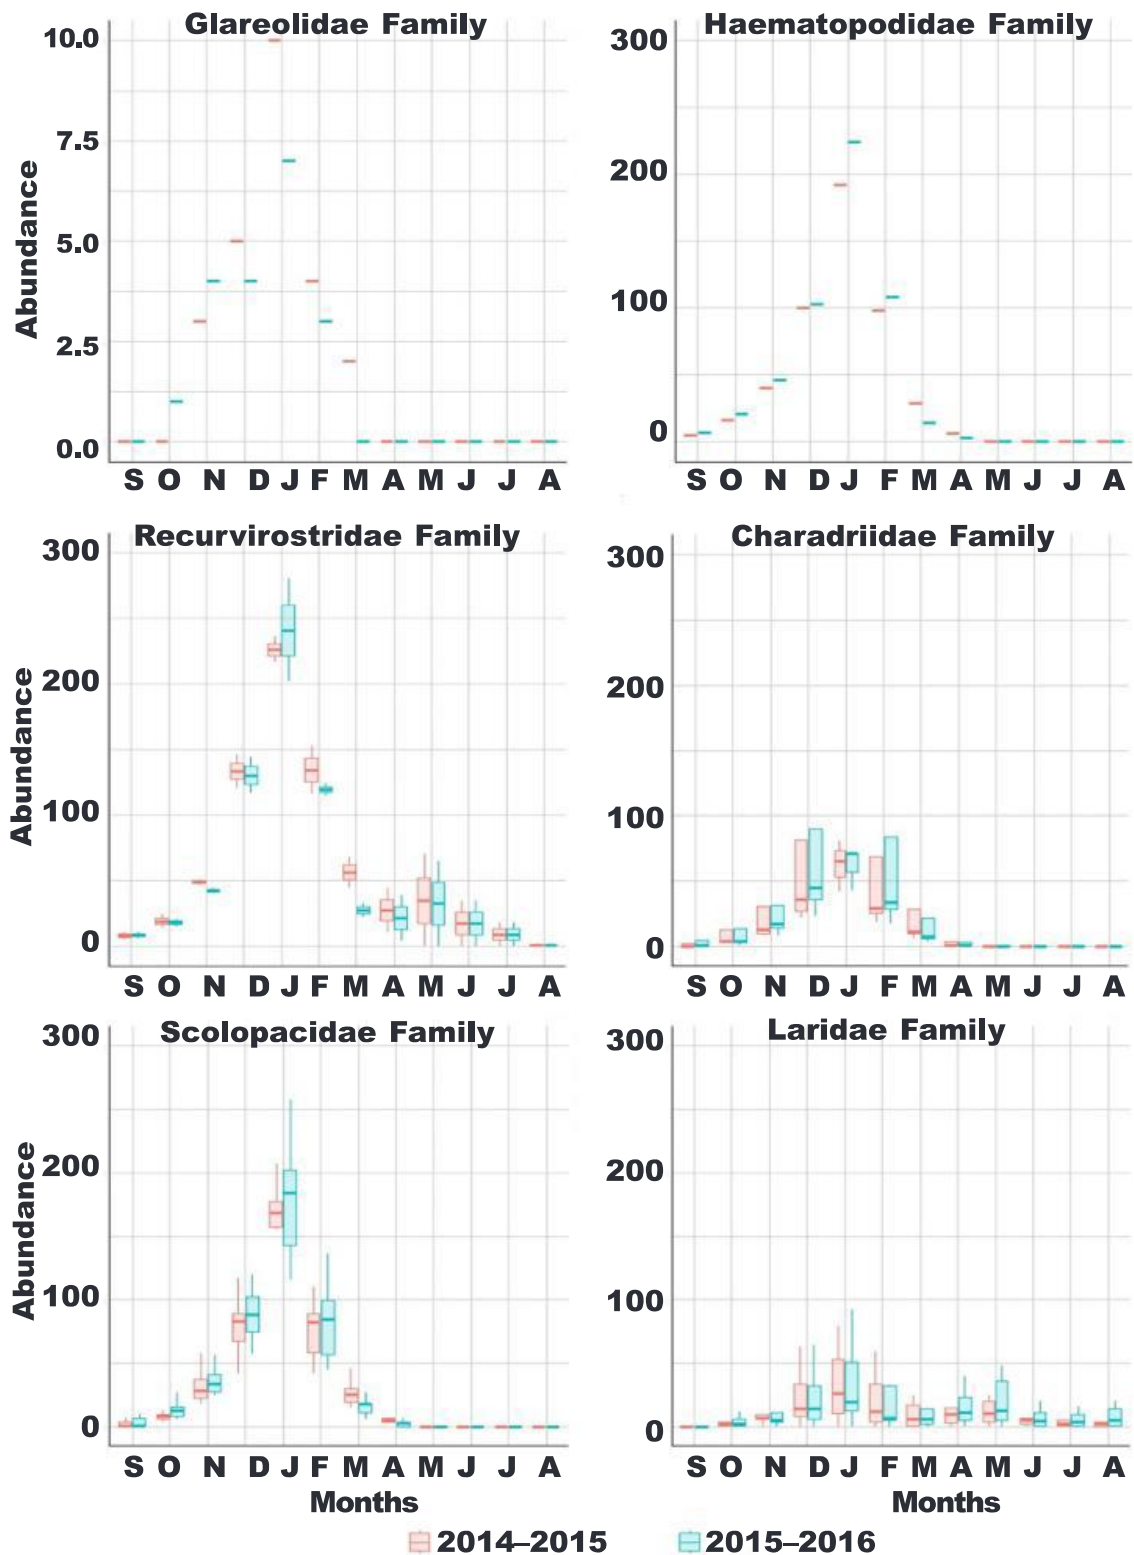 Glareolidae Family
Haematopodidae Family
Abundance
10.0
7.5
5.0
2.5
0.0
300
200
100
0
S O N D J F M A M J J A
S O N D J F M A M J J A
Recurvirostridae Family
Charadriidae Family
Abundance
300
200
100
0
300
200
100
0
S O N D J F M A M J J A
S O N D J F M A M J J A
Scolopacidae Family
Laridae Family
Abundance
300
200
100
0
300
200
100
0
S O N D J F M A M J J A
S O N D J F M A M J J A
Months
Months
2014–2015
2015–2016